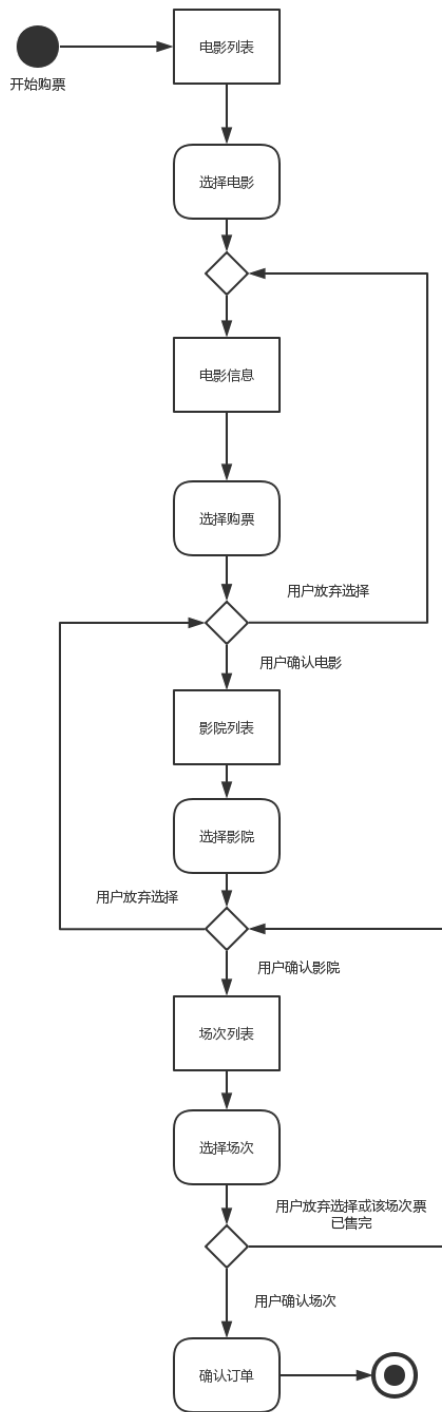 电影列表
开始购票
选择电影
电影信息
选择购票
用户放弃选择
用户确认电影
影院列表
选择影院
用户放弃选择
用户确认影院
场次列表
选择场次
用户放弃选择或该场次票
已售完
用户确认场次
确认订单